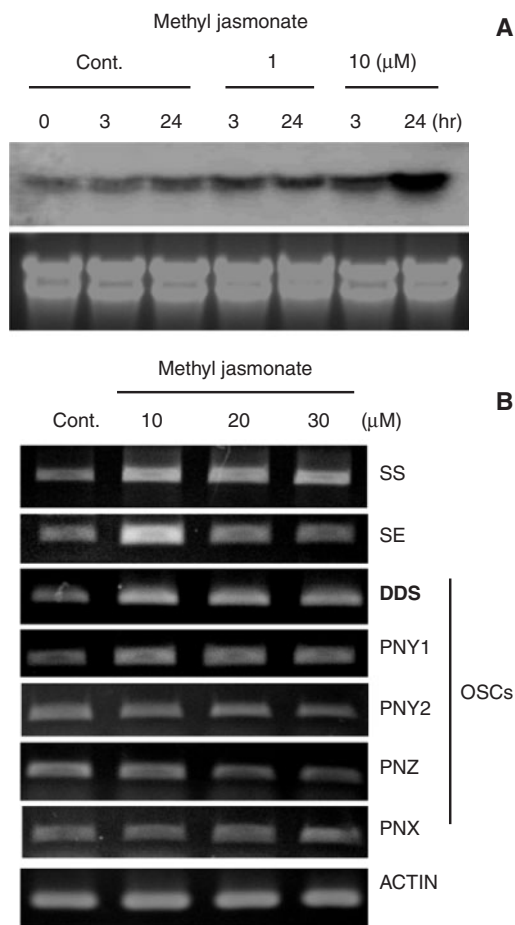 Methyl jasmonate
A
Cont. 1 10 (μM)
0 3 24 3 24 3 24 (hr)
Methyl jasmonate
B
Cont. 10 20 30 (μM)
SS
SE
DDS
PNY1
OSCs
PNY2
PNZ
PNX
ACTIN